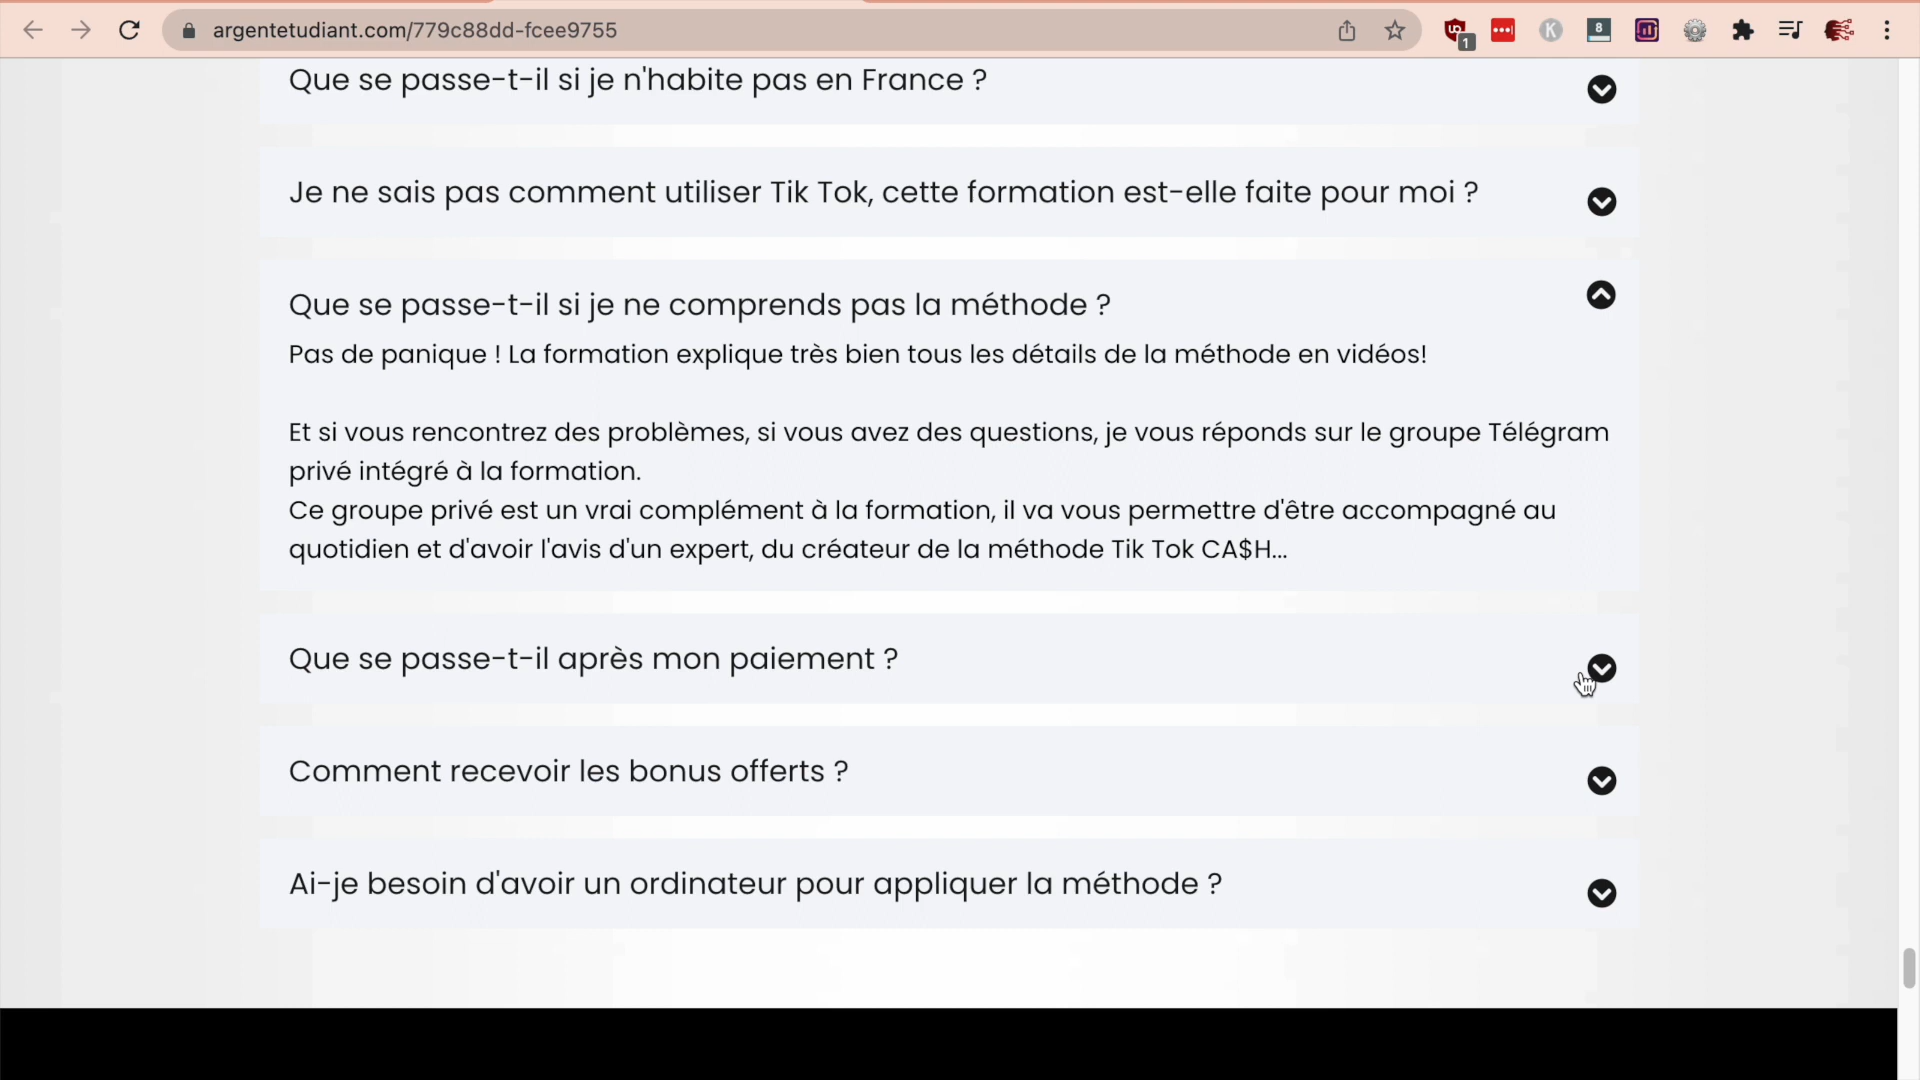 argentetudiant.com/779c88dd-fcee9755
1
8
K
Que se passe-t-il si je n'habite pas en France ?
Je ne sais pas comment utiliser Tik Tok, cette formation est-elle faite pour moi ?
Que se passe-t-il si je ne comprends pas la méthode ?
Pas de panique ! La formation explique très bien tous les détails de la méthode en vidéos!
Et si vous rencontrez des problèmes, si vous avez des questions, je vous réponds sur le groupe Télégram
privé intégré à la formation.
Ce groupe privé est un vrai complément à la formation, il va vous permettre d'être accompagné au
quotidien et d'avoir l'avis d'un expert, du créateur de la méthode Tik Tok CA$H...
Que se passe-t-il après mon paiement ?
Comment recevoir les bonus offerts ?
Ai-je besoin d'avoir un ordinateur pour appliquer la méthode ?